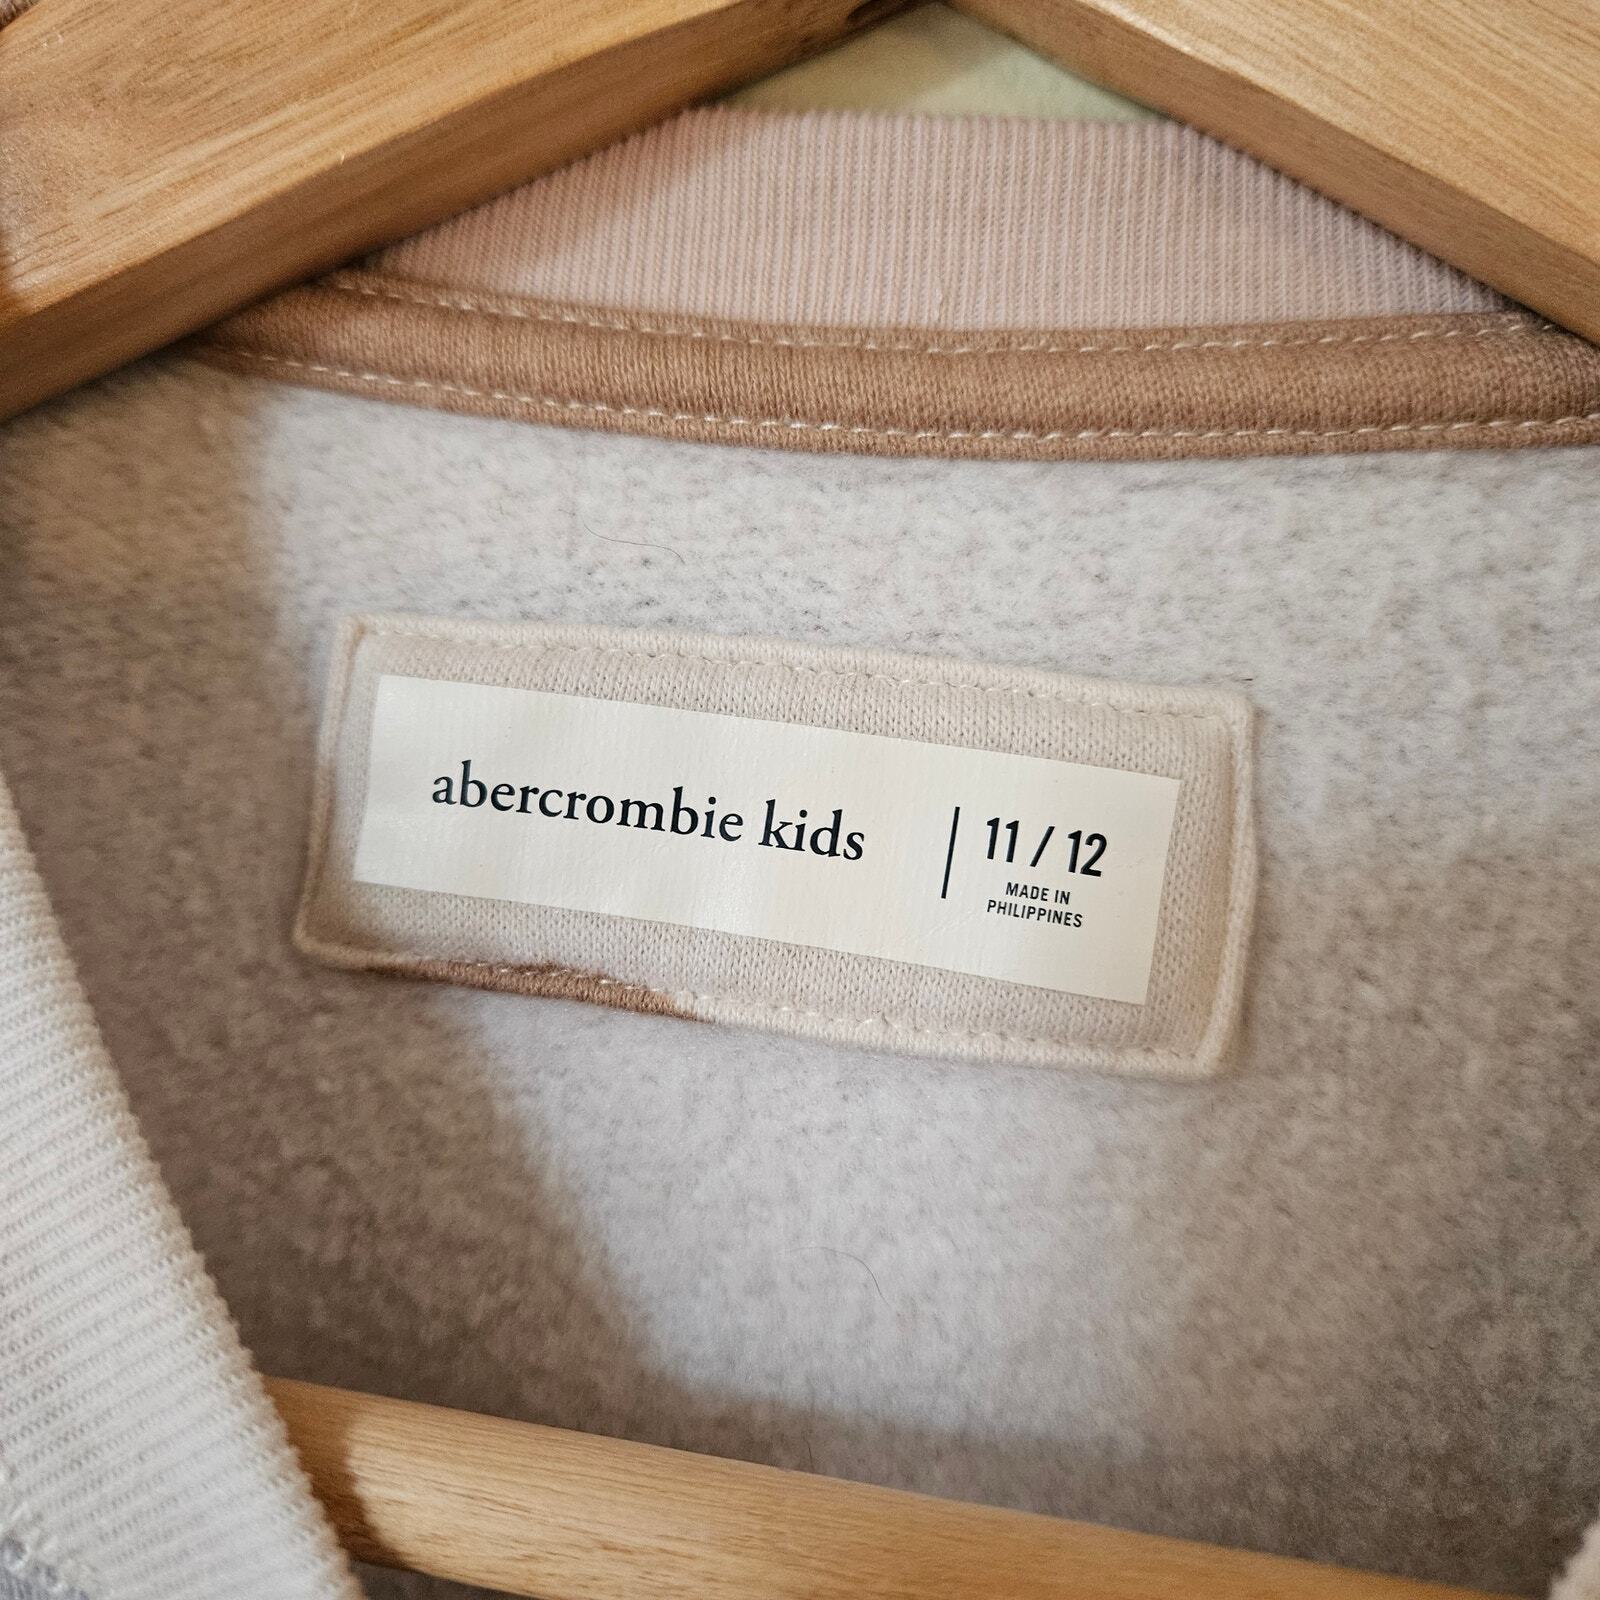 abercrombie kids | 11 / 12
MADE IN
PHILIPPINES